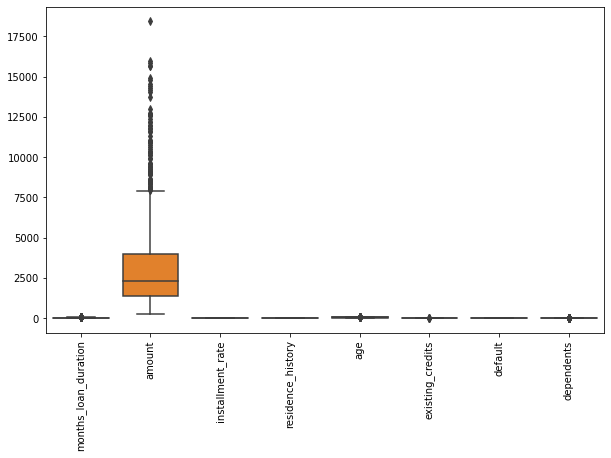 17500
15000
12500
10000
7500
5000
2500
0
months_loan_duration
amount
installment_rate
residence_history
age
existing_credits
default
dependents